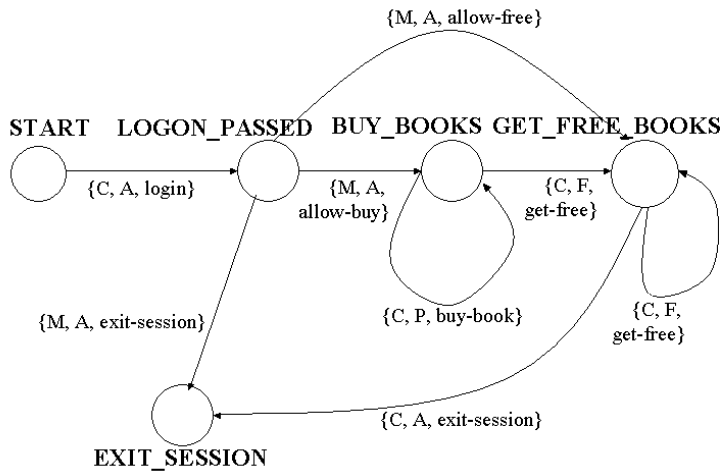 {M, A, allow-free}
START
LOGON_PASSED
BUY_BOOKS
GET_FREE_BOOKS
{C, A, login}
{M, A,
allow-buy}
{C, F,
get-free}
{C, P, buy-book}
{C, F,
get-free}
{M, A, exit-session}
{C, A, exit-session}
EXIT_SESSION